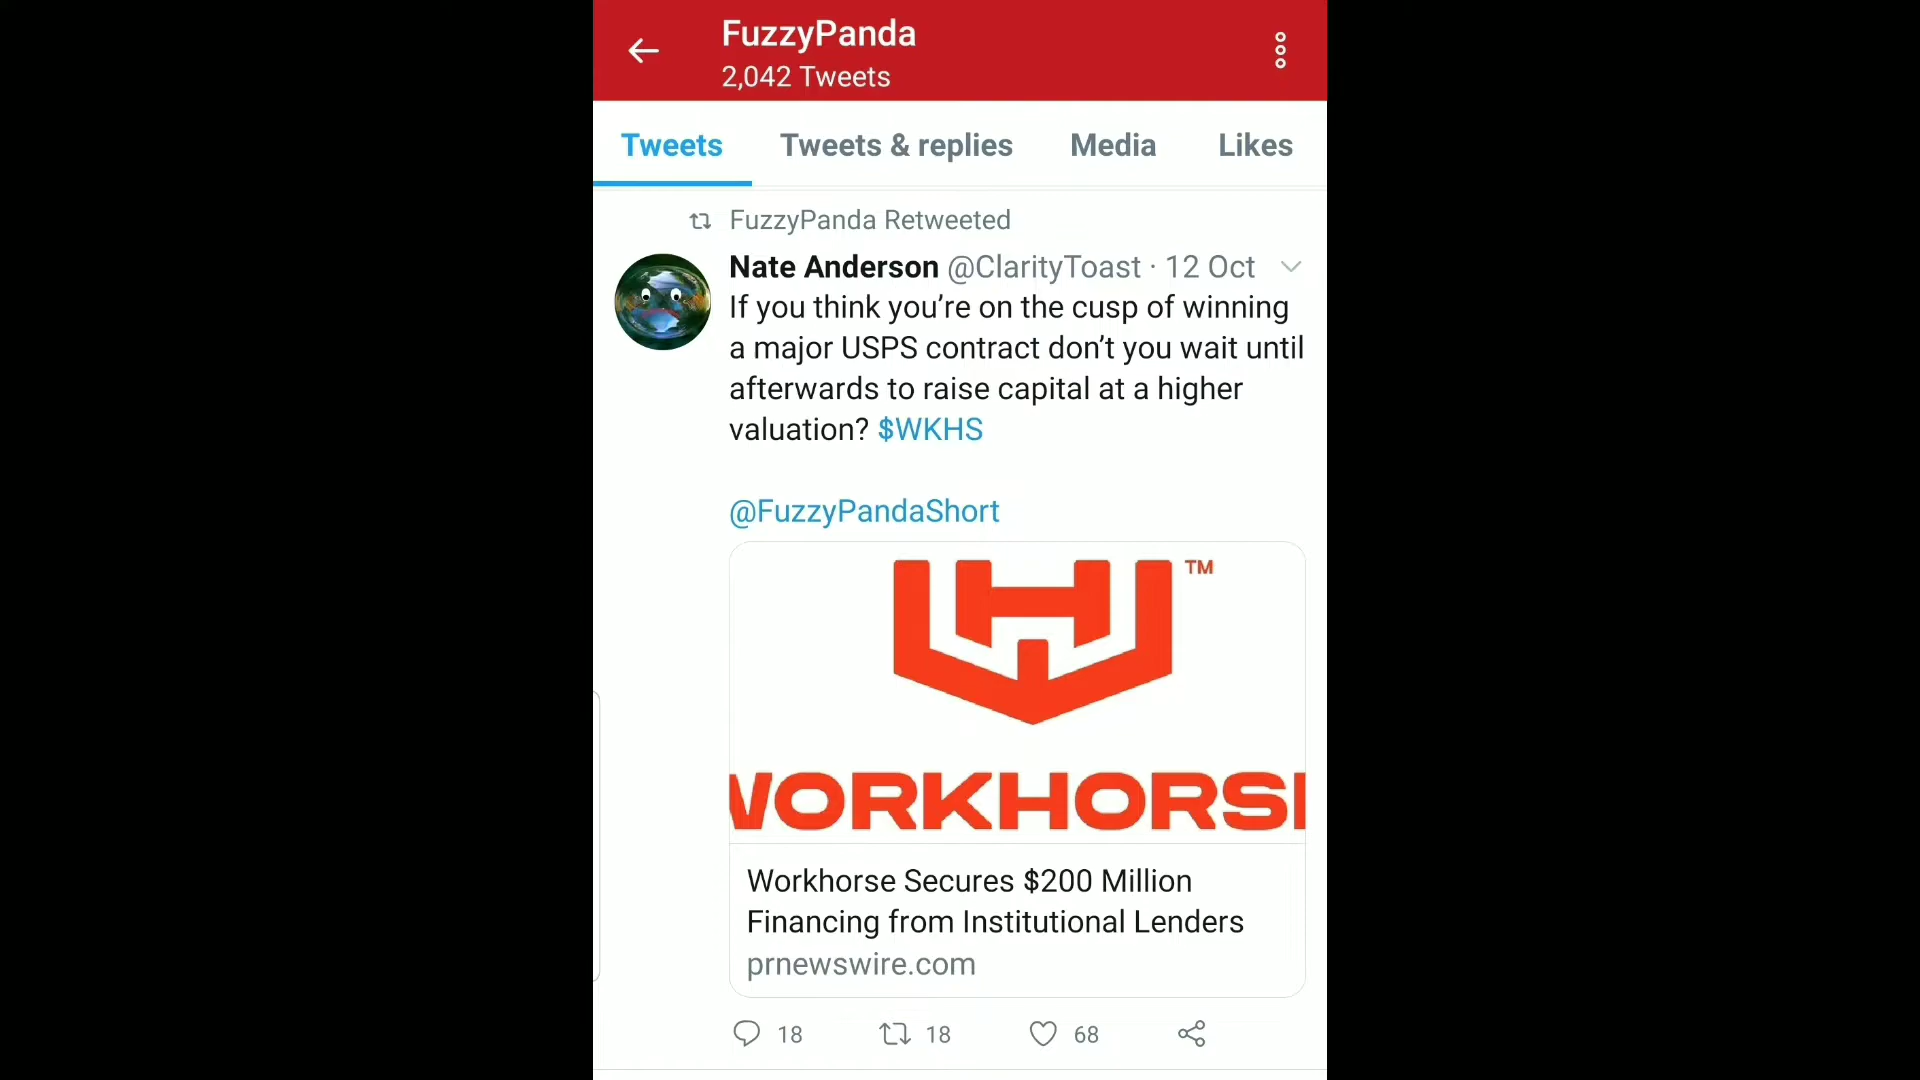 FuzzyPanda
2,042 Tweets
Tweets
Tweets & replies
Media
Likes
FuzzyPanda Retweeted
Nate Anderson @ClarityToast · 12 Oct
If you think you’re on the cusp of winning
a major USPS contract don’t you wait until
afterwards to raise capital at a higher
valuation? $WKHS
@FuzzyPandaShort
TM
WORKHORSE
Workhorse Secures $200 Million
Financing from Institutional Lenders
prnewswire.com
18
18
68